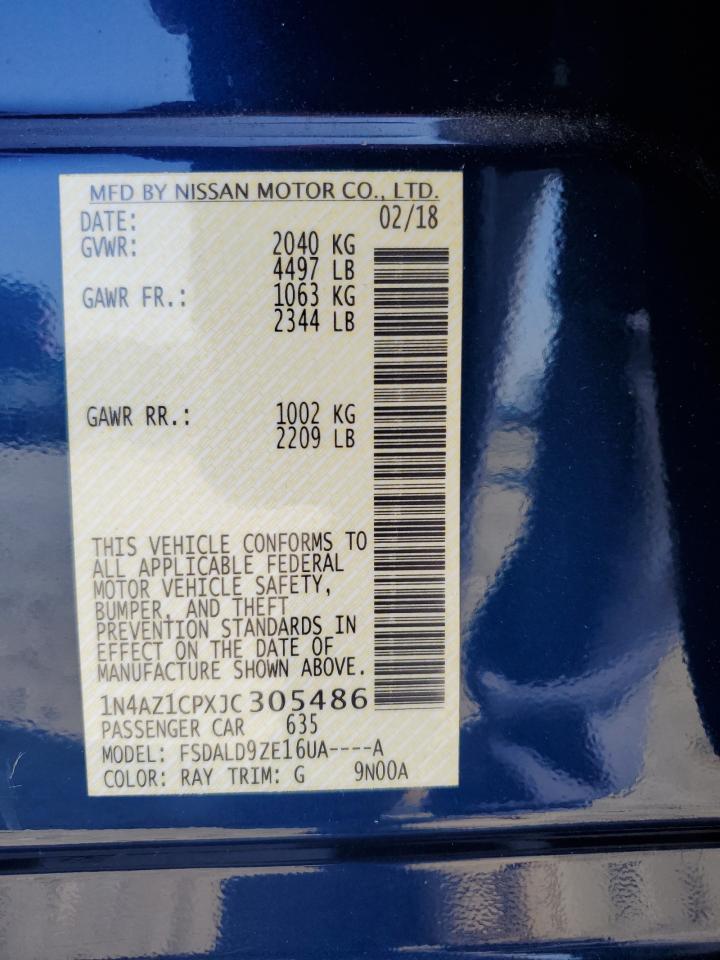 MFD BY NISSAN MOTOR CO., LTD.
DATE: 02/18
GVWR: 2040 KG
4497 LB
GAWR FR.: 1063 KG
2344 LB
GAWR RR.: 1002 KG
2209 LB
THIS VEHICLE CONFORMS TO
ALL APPLICABLE FEDERAL
MOTOR VEHICLE SAFETY,
BUMPER, AND THEFT
PREVENTION STANDARDS IN
EFFECT ON THE DATE OF
MANUFACTURE SHOWN ABOVE.
1N4AZ1CPXJC 305486
PASSENGER CAR 635
MODEL: FSDALD9ZE16UA----A
COLOR: RAY TRIM: G 9N00A